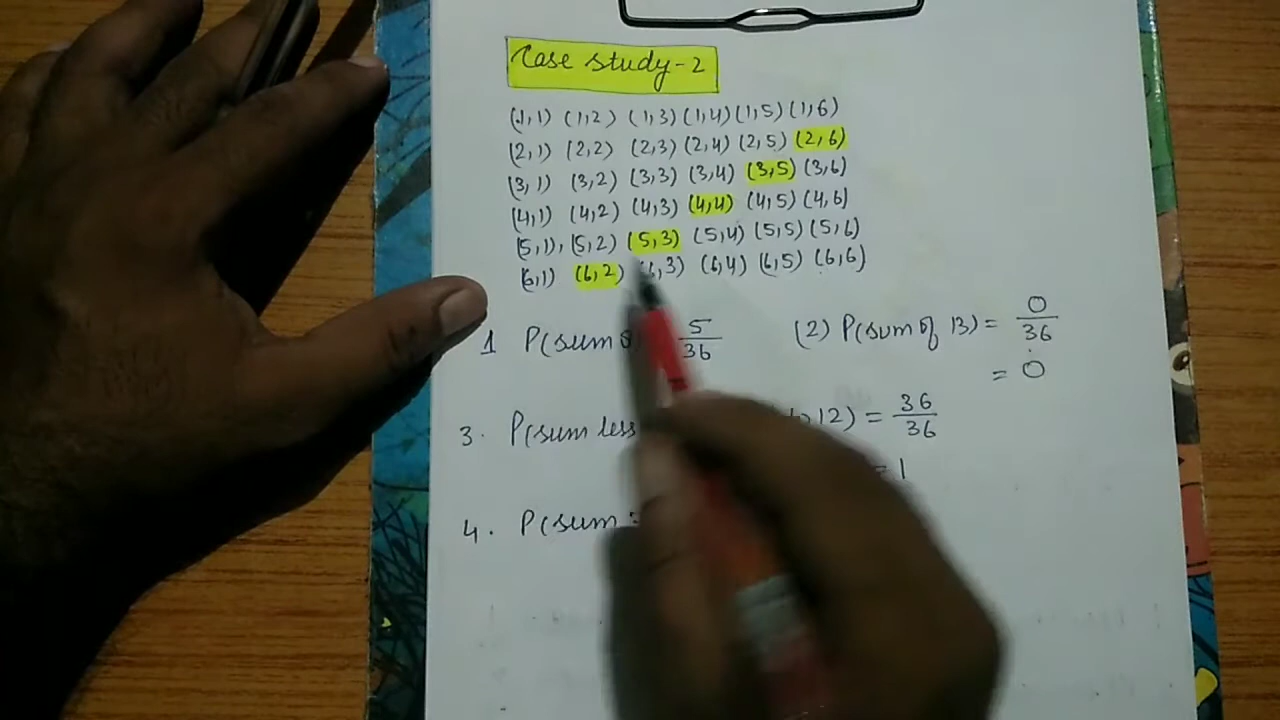 Case study-2
(1,1) (1,2) (1,3) (1,4) (1,5) (1,6)
(2,1) (2,2) (2,3) (2,4) (2,5) (2,6)
(3,1) (3,2) (3,3) (3,4) (3,5) (3,6)
(4,1) (4,2) (4,3) (4,4) (4,5) (4,6)
(5,1), (5,2) (5,3) (5,4) (5,5) (5,6)
(6,1) (6,2) 6,3) (6,4) (6,5) (6,6)
1 P(sum 5/36 (2) P(sum of 13) = 0/36
= 0
3. P(sum less 12) = 36/36
= 1
4. P(sum